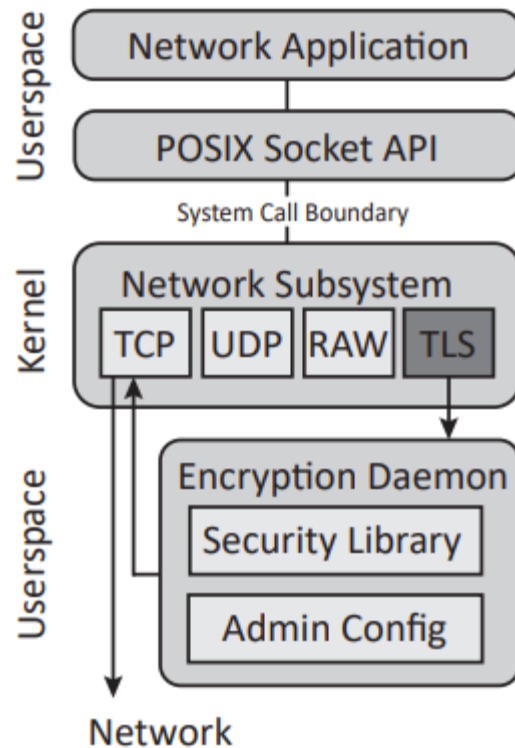 Userspace
Network Application
POSIX Socket API
System Call Boundary
Kernel
Network Subsystem
TCP UDP RAW TLS
Userspace
Encryption Daemon
Security Library
Admin Config
Network